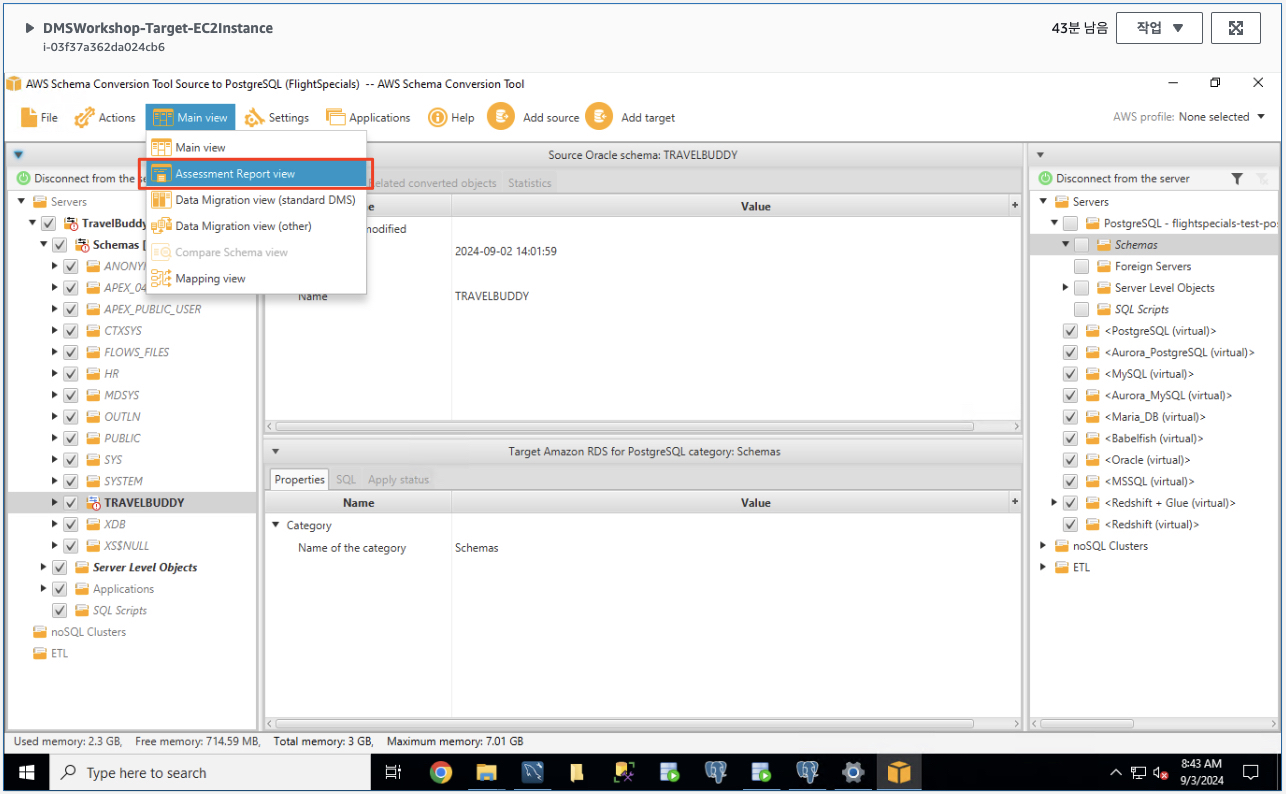 DMSWorkshop-Target-EC2Instance
i-03f37a362da024cb6
43분 남음
작업
AWS Schema Conversion Tool Source to PostgreSQL (FlightSpecials) -- AWS Schema Conversion Tool
File
Actions
Main view
Settings
Applications
Help
Add source
Add target
AWS profile: None selected
Main view
Assessment Report view
Data Migration view (standard DMS)
Data Migration view (other)
Compare Schema view
Mapping view
Disconnect from the se
Servers
TravelBuddy
Schemas [
ANONY
APEX_04
APEX_PUBLIC_USER
CTXSYS
FLOWS_FILES
HR
MDSYS
OUTLN
PUBLIC
SYS
SYSTEM
TRAVELBUDDY
XDB
XS$NULL
Server Level Objects
Applications
SQL Scripts
noSQL Clusters
ETL
Source Oracle schema: TRAVELBUDDY
elated converted objects Statistics
e Value +
modified
2024-09-02 14:01:59
Name TRAVELBUDDY
Target Amazon RDS for PostgreSQL category: Schemas
Properties SQL Apply status
Name Value +
Category
Name of the category Schemas
Disconnect from the server
Servers
PostgreSQL - flightspecials-test-po
Schemas
Foreign Servers
Server Level Objects
SQL Scripts
<PostgreSQL (virtual)>
<Aurora_PostgreSQL (virtual)>
<MySQL (virtual)>
<Aurora_MySQL (virtual)>
<Maria_DB (virtual)>
<Babelfish (virtual)>
<Oracle (virtual)>
<MSSQL (virtual)>
<Redshift + Glue (virtual)>
<Redshift (virtual)>
noSQL Clusters
ETL
Used memory: 2.3 GB, Free memory: 714.59 MB, Total memory: 3 GB, Maximum memory: 7.01 GB
Type here to search
8:43 AM
9/3/2024